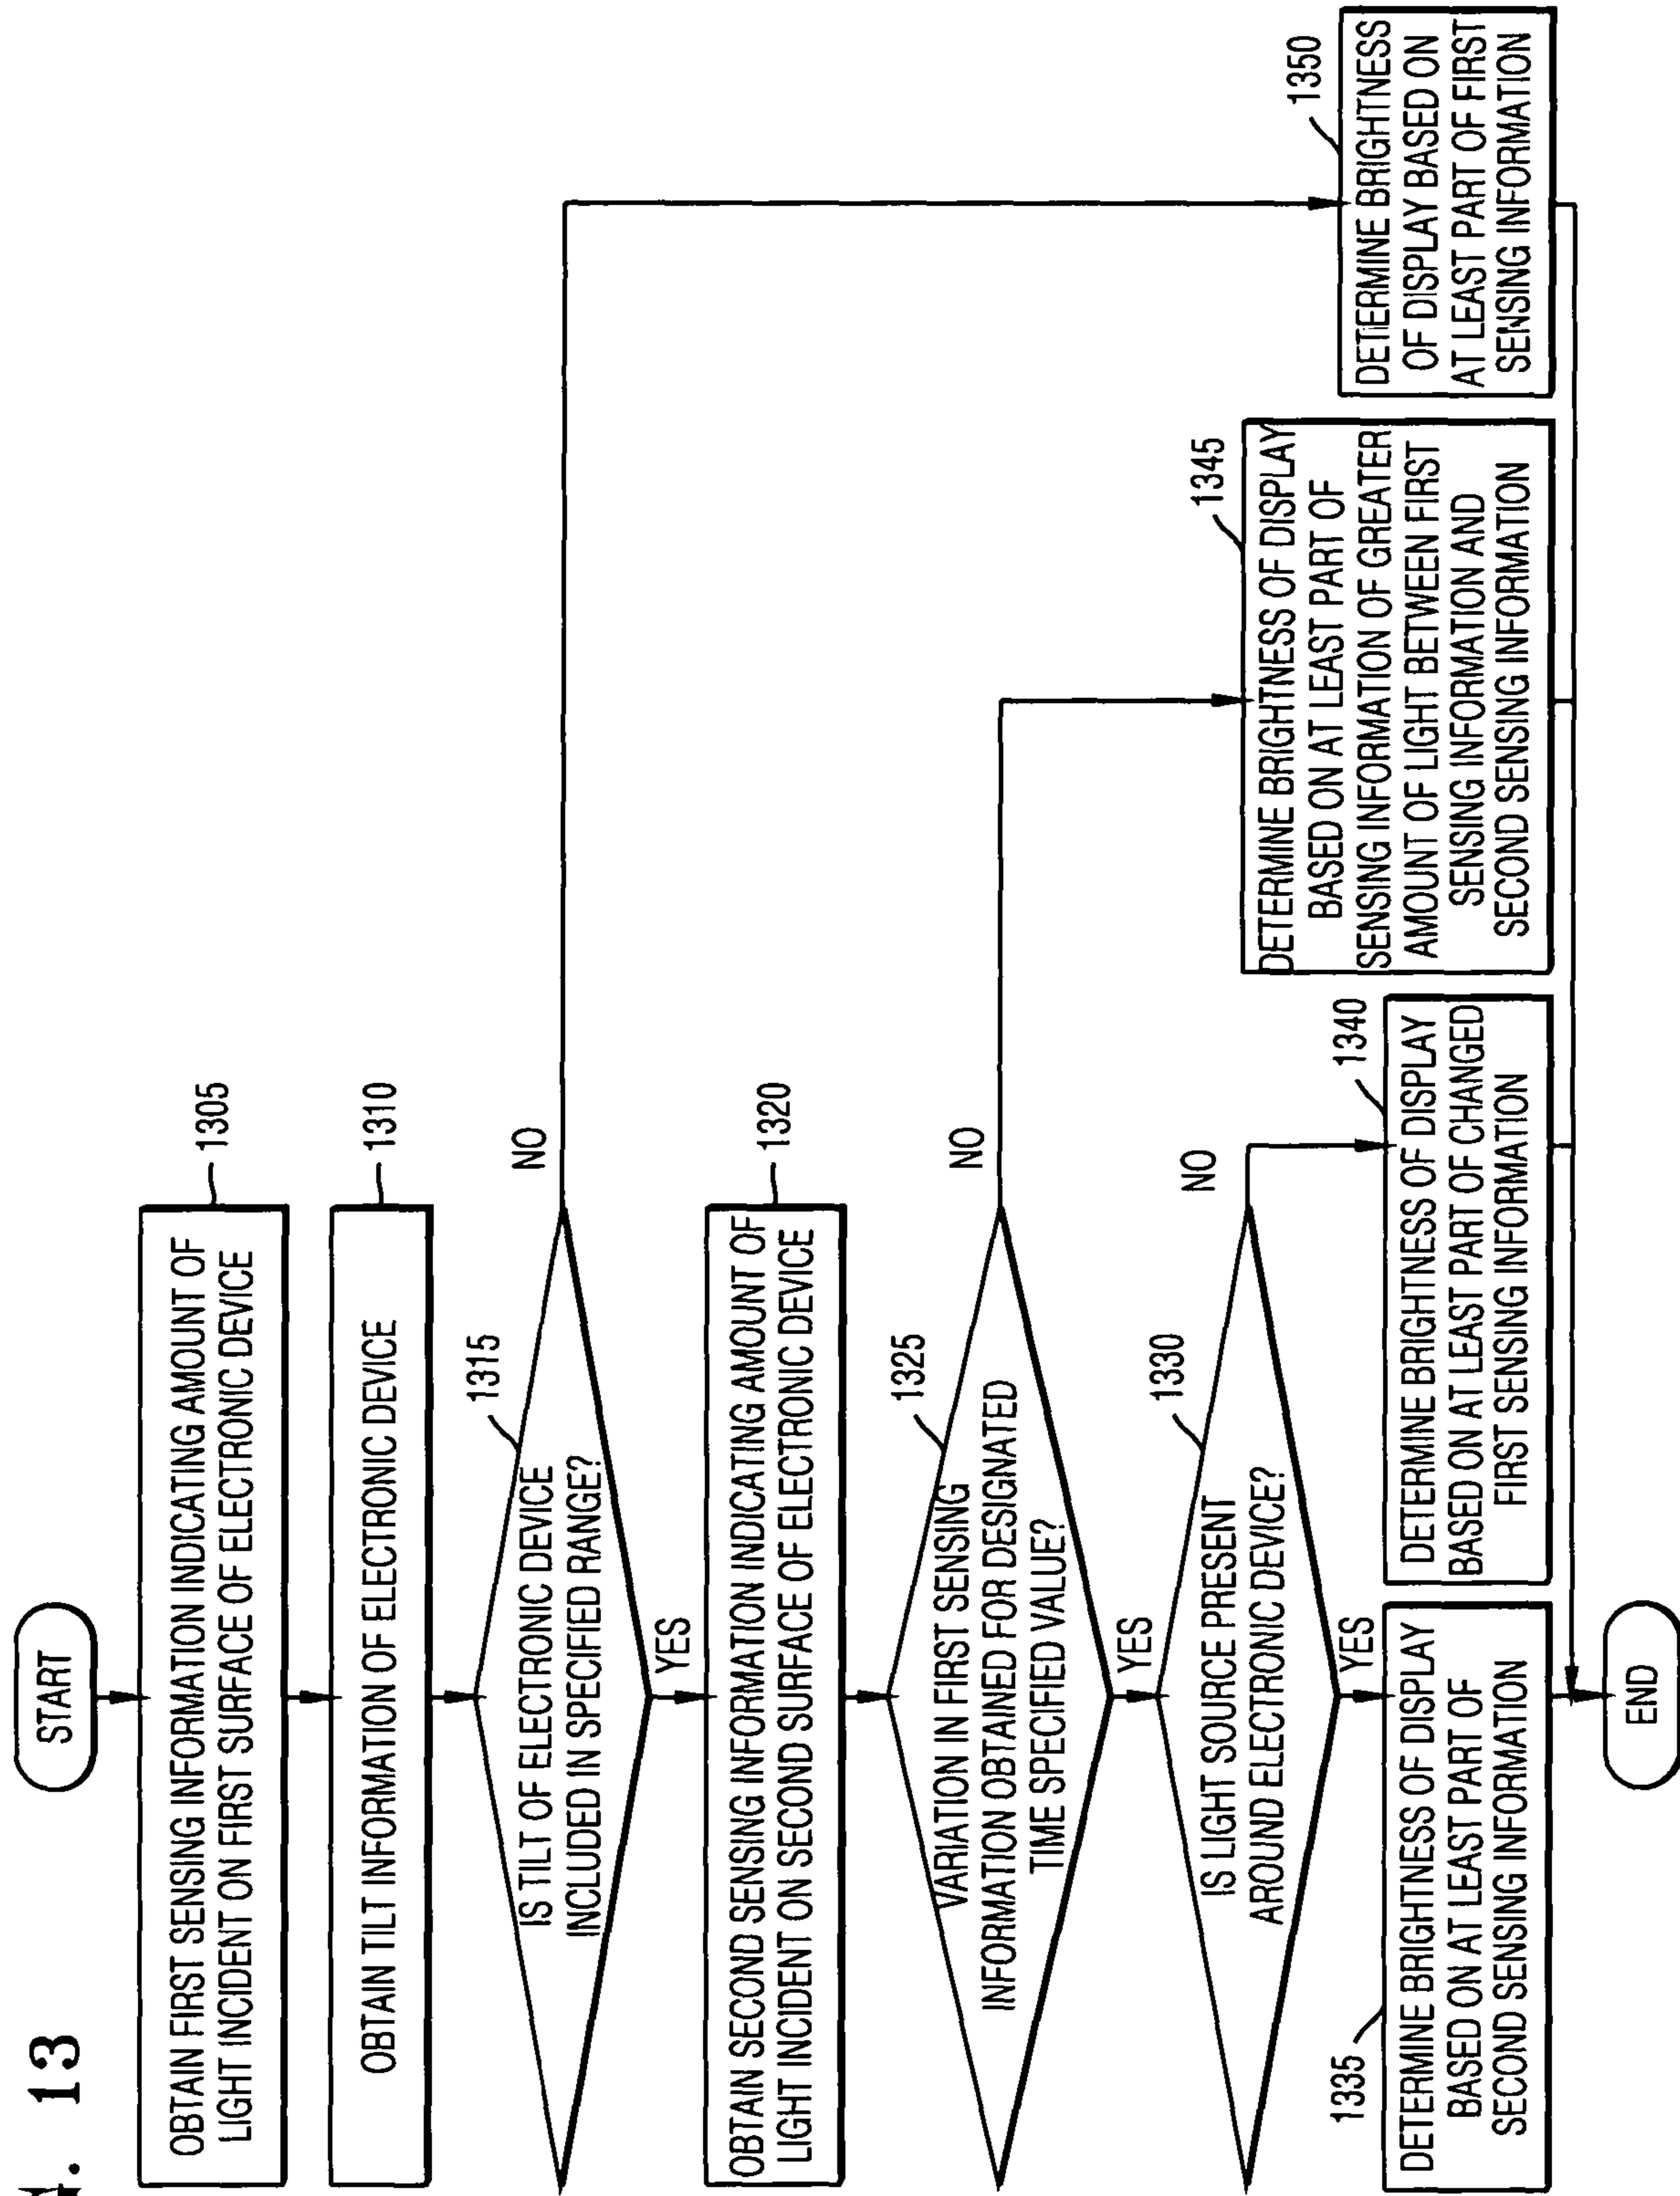 13
START
OBTAIN FIRST SENSING INFORMATION INDICATING AMOUNT OF
LIGHT INCIDENT ON FIRST SURFACE OF ELECTRONIC DEVICE
1305
OBTAIN TILT INFORMATION OF ELECTRONIC DEVICE
1310
IS TILT OF ELECTRONIC DEVICE
INCLUDED IN SPECIFIED RANGE?
1315
NO
YES
OBTAIN SECOND SENSING INFORMATION INDICATING AMOUNT OF
LIGHT INCIDENT ON SECOND SURFACE OF ELECTRONIC DEVICE
1320
VARIATION IN FIRST SENSING
INFORMATION OBTAINED FOR DESIGNATED
TIME SPECIFIED VALUE?
1325
NO
YES
IS LIGHT SOURCE PRESENT
AROUND ELECTRONIC DEVICE?
1330
NO
YES
1335
DETERMINE BRIGHTNESS OF DISPLAY
BASED ON AT LEAST PART OF
SECOND SENSING INFORMATION
1340
DETERMINE BRIGHTNESS OF DISPLAY
BASED ON AT LEAST PART OF CHANGED
FIRST SENSING INFORMATION
1345
DETERMINE BRIGHTNESS OF DISPLAY
BASED ON AT LEAST PART OF
SENSING INFORMATION OF GREATER
AMOUNT OF LIGHT BETWEEN FIRST
SENSING INFORMATION AND
SECOND SENSING INFORMATION
1350
DETERMINE BRIGHTNESS
OF DISPLAY BASED ON
AT LEAST PART OF FIRST
SENSING INFORMATION
END